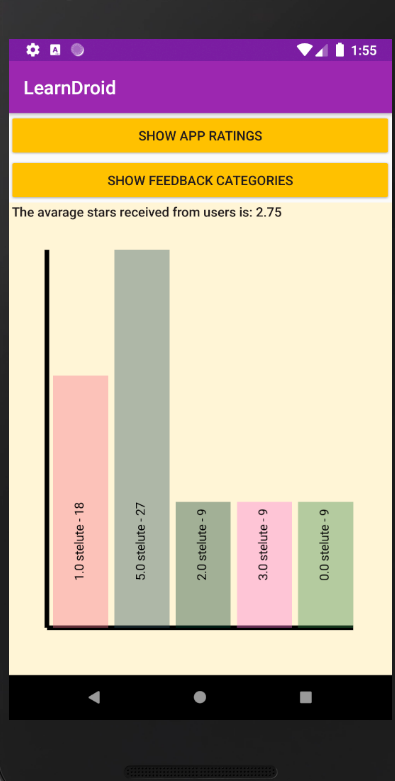 1:55
LearnDroid
SHOW APP RATINGS
SHOW FEEDBACK CATEGORIES
The avarage stars received from users is: 2.75
1.0 stelute - 18
5.0 stelute - 27
2.0 stelute - 9
3.0 stelute - 9
0.0 stelute - 9